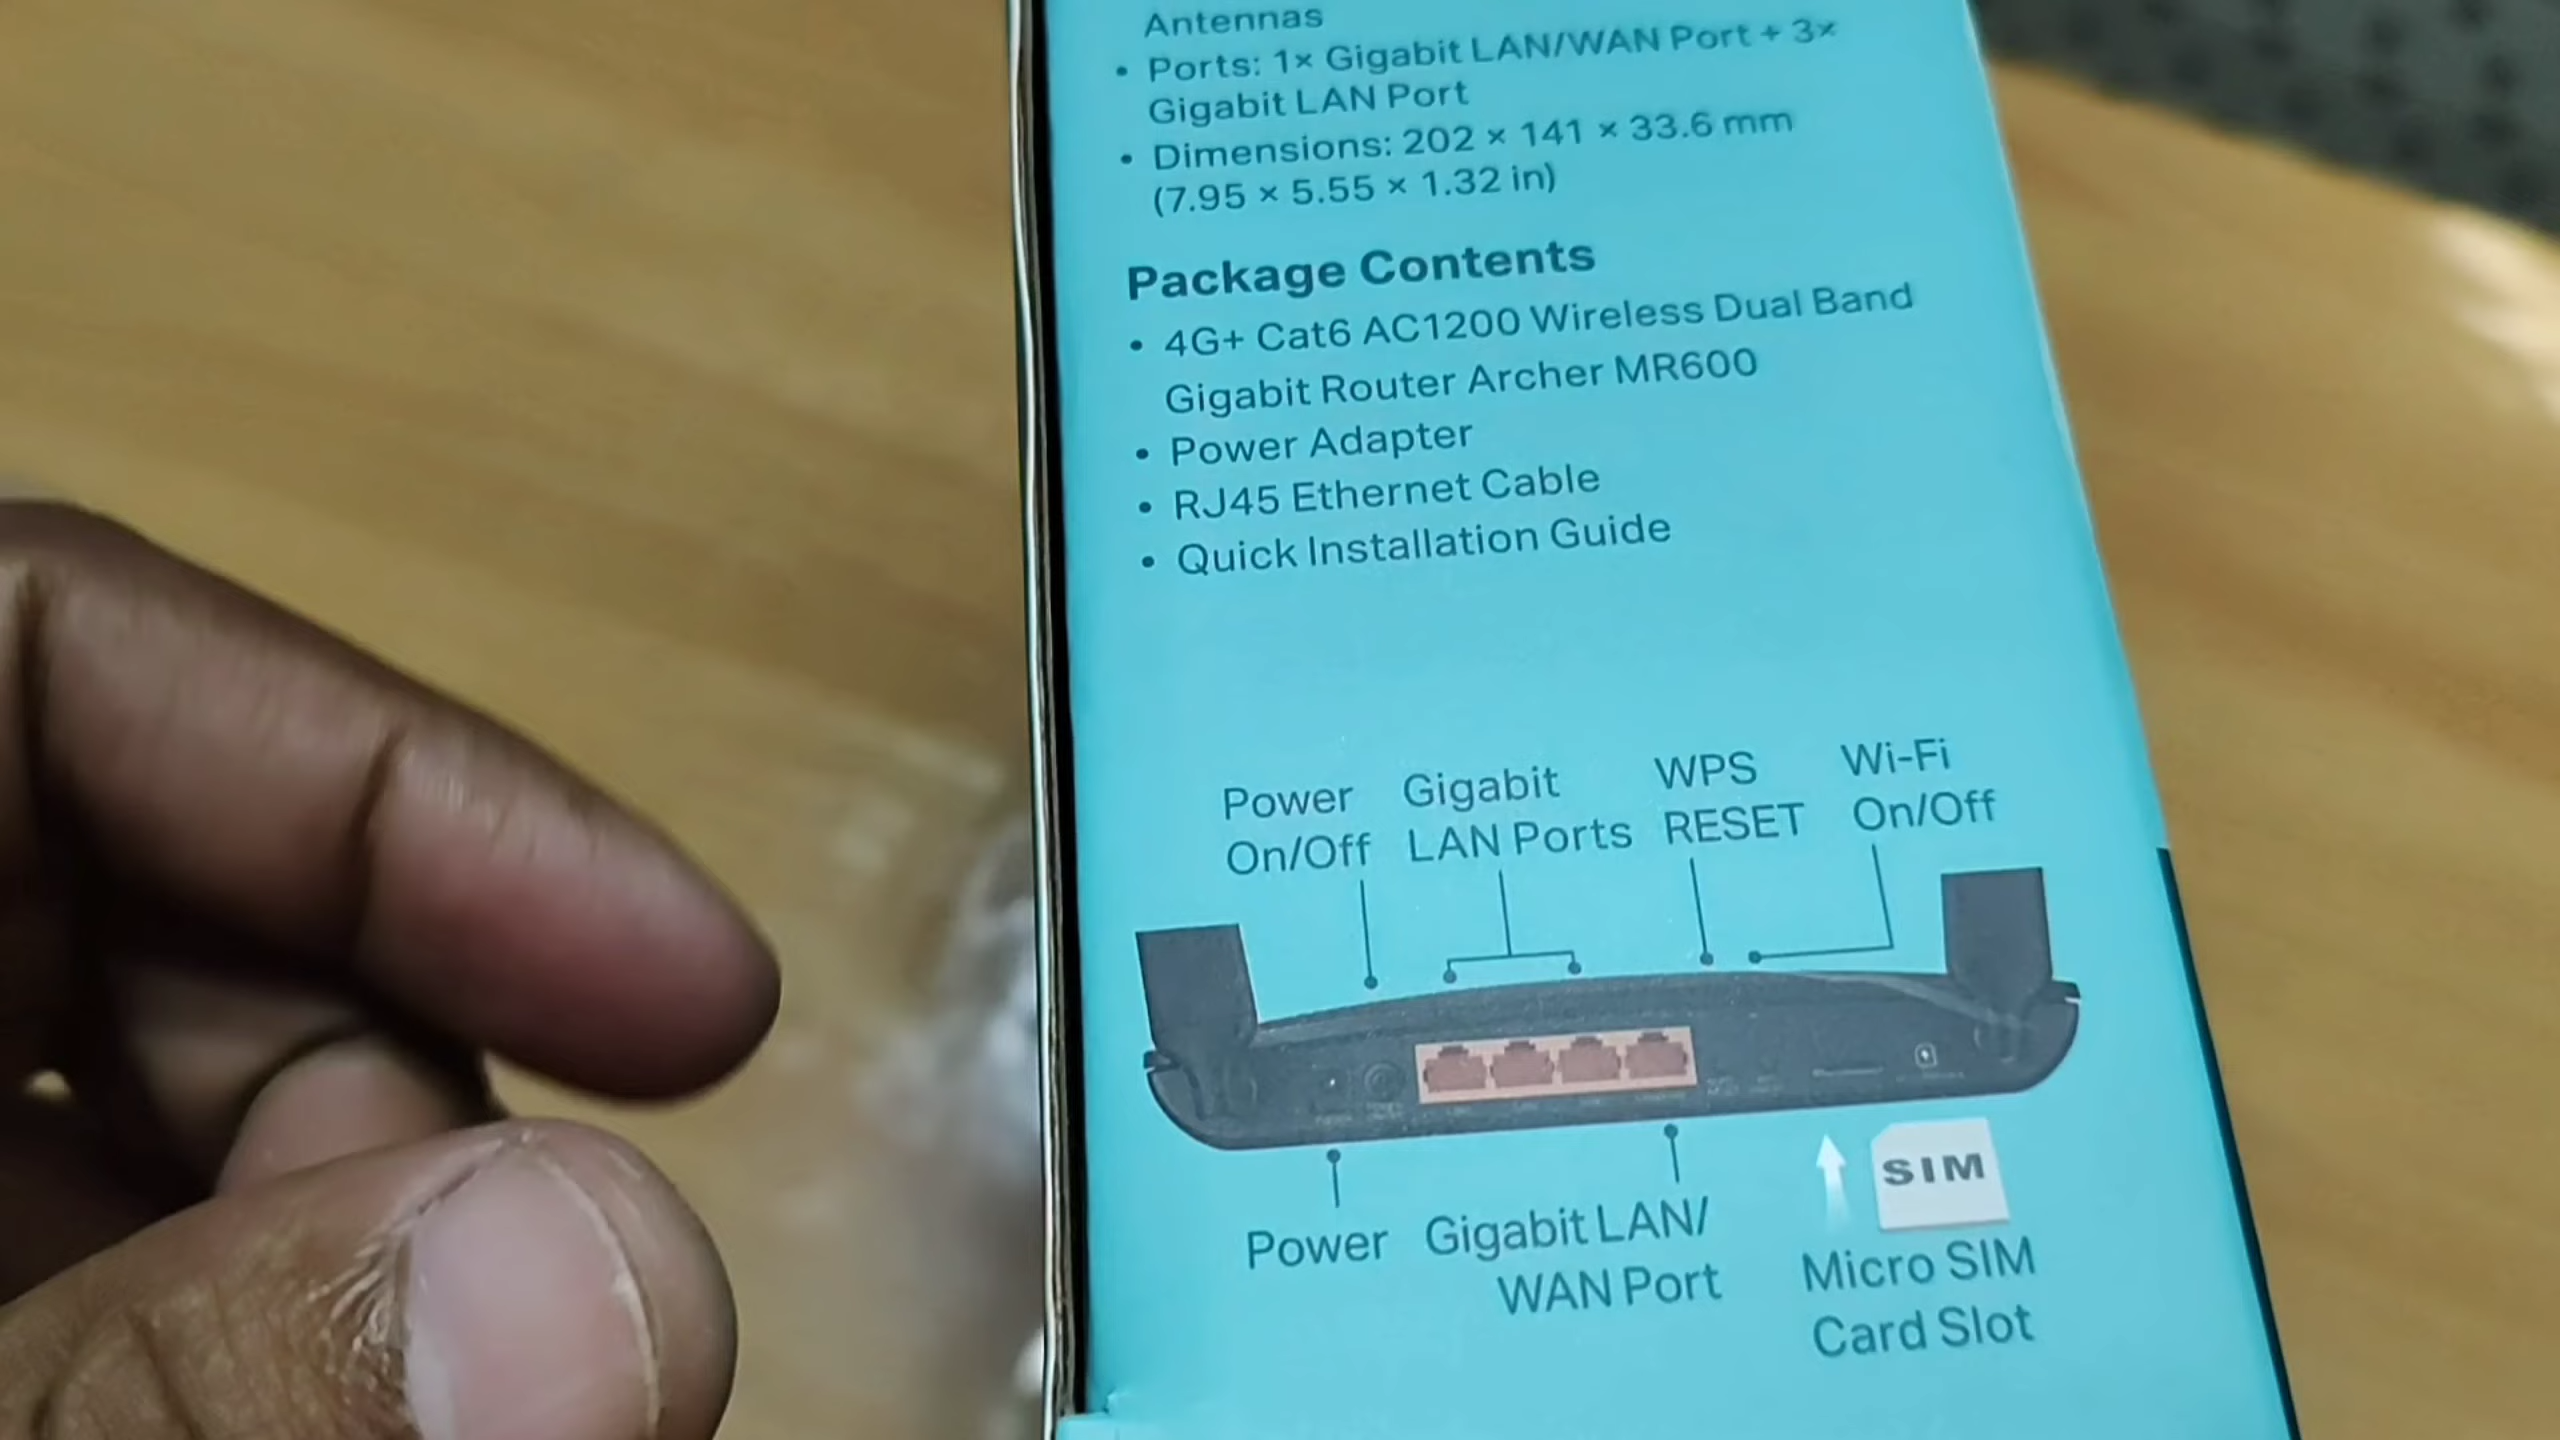 Antennas
• Ports: 1× Gigabit LAN/WAN Port + 3×
Gigabit LAN Port
• Dimensions: 202 × 141 × 33.6 mm
(7.95 × 5.55 × 1.32 in)
Package Contents
• 4G+ Cat6 AC1200 Wireless Dual Band
Gigabit Router Archer MR600
• Power Adapter
• RJ45 Ethernet Cable
• Quick Installation Guide
Power
On/Off
Gigabit
LAN Ports
WPS
RESET
Wi-Fi
On/Off
SIM
Power
Gigabit LAN/
WAN Port
Micro SIM
Card Slot